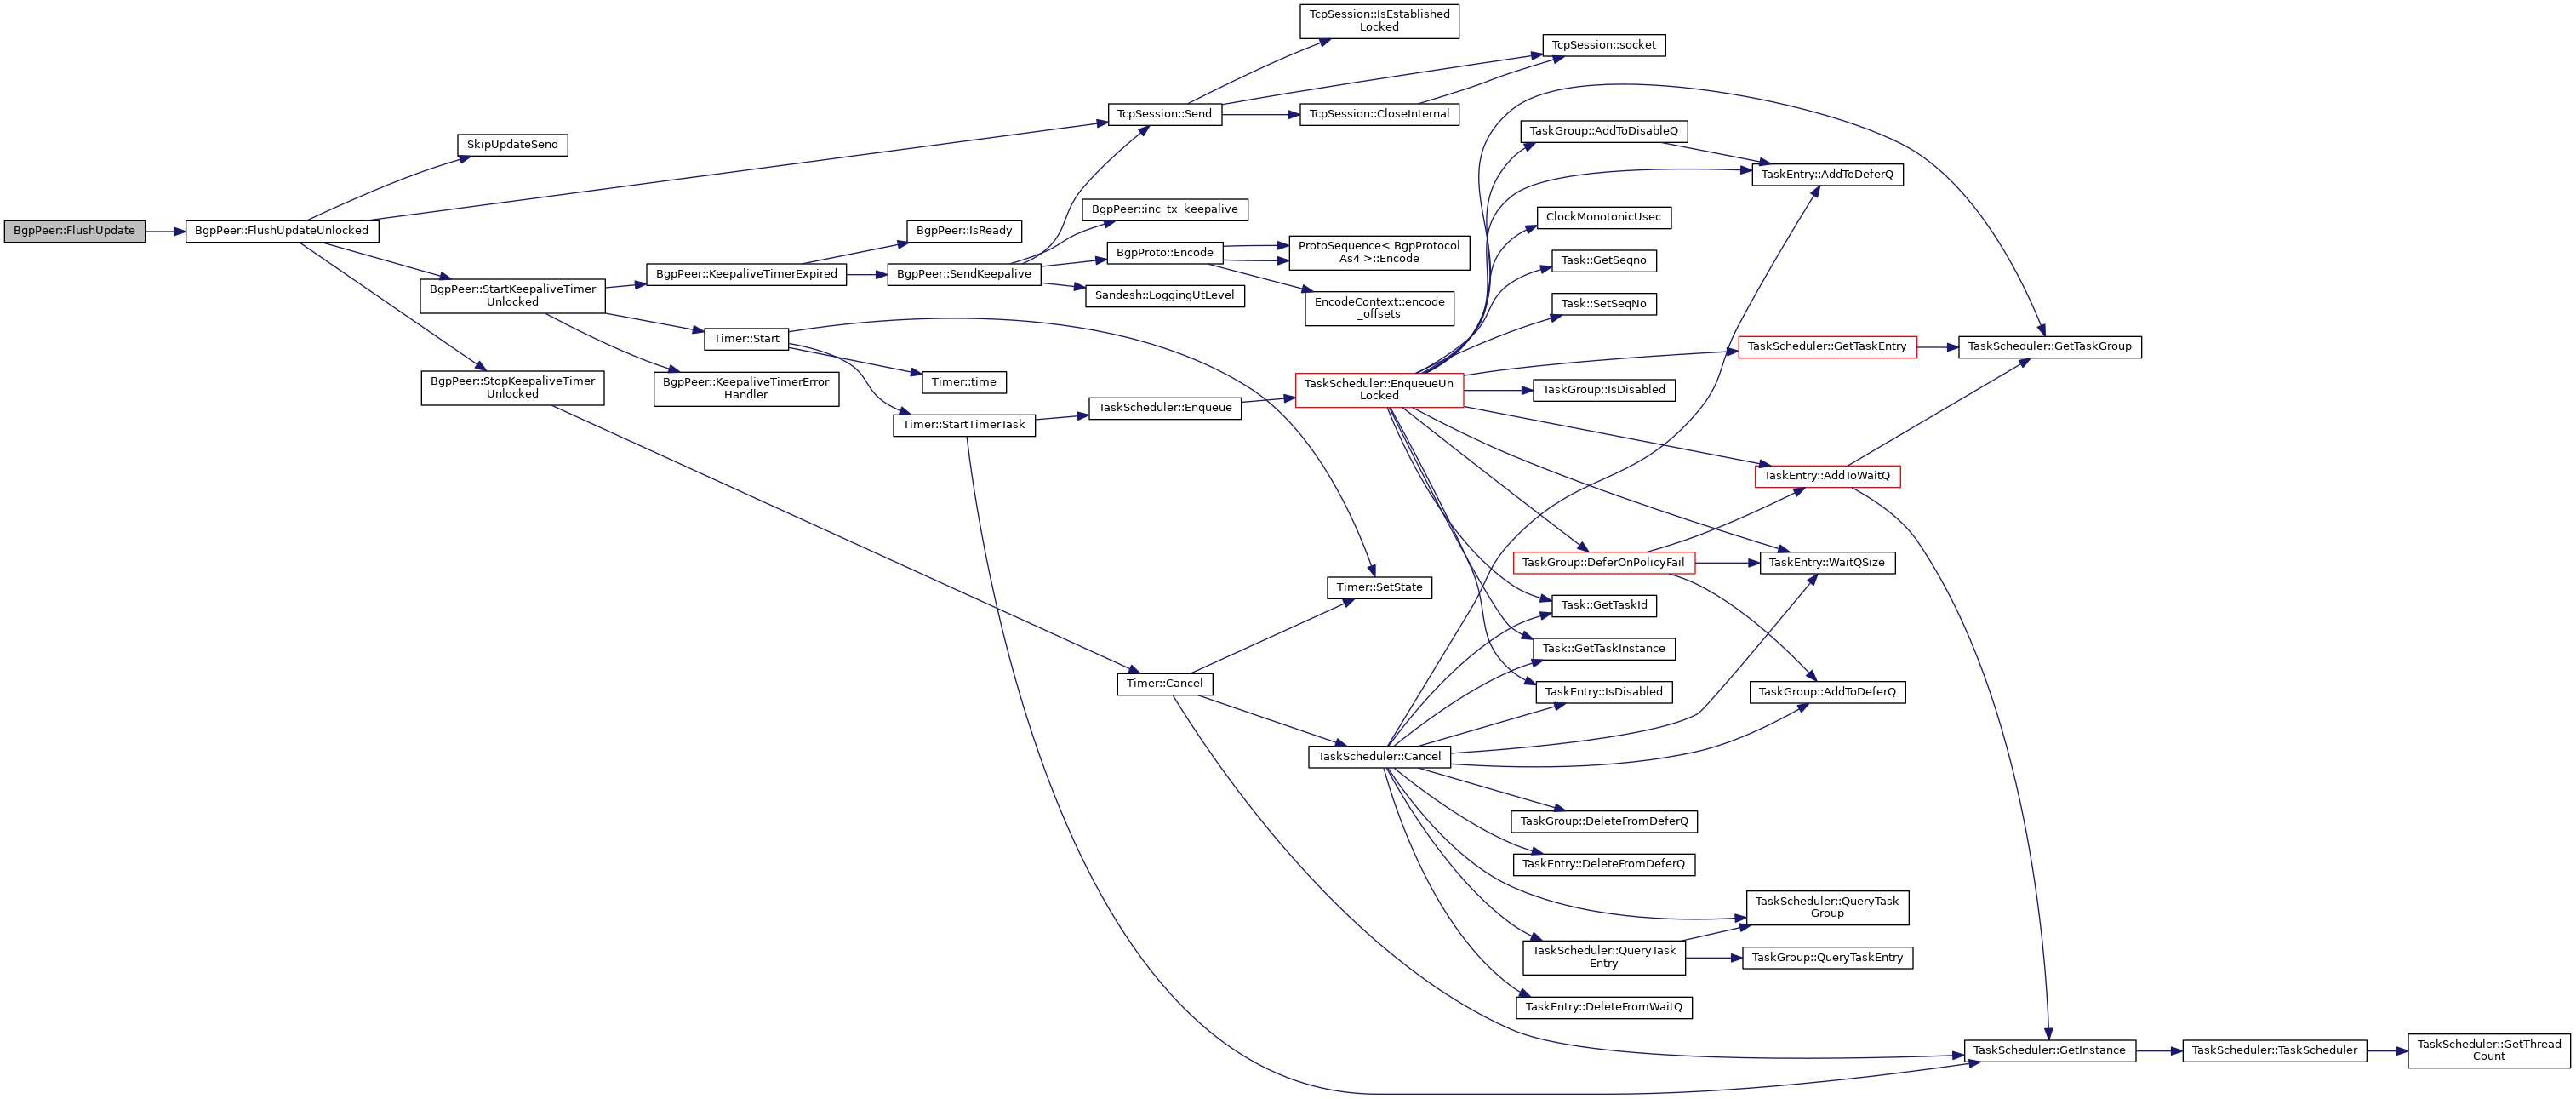 TcpSession::IsEstablished
Locked
TcpSession::socket
TcpSession::Send
TcpSession::CloseInternal
TaskGroup::AddToDisableQ
SkipUpdateSend
TaskEntry::AddToDeferQ
BgpPeer::inc_tx_keepalive
ClockMonotonicUsec
BgpPeer::FlushUpdate
BgpPeer::FlushUpdateUnlocked
BgpPeer::IsReady
BgpProto::Encode
ProtoSequence< BgpProtocol
As4 >::Encode
Task::GetSeqno
BgpPeer::KeepaliveTimerExpired
BgpPeer::SendKeepalive
BgpPeer::StartKeepaliveTimer
Unlocked
Sandesh::LoggingUtLevel
EncodeContext::encode
_offsets
Task::SetSeqNo
Timer::Start
TaskScheduler::GetTaskEntry
TaskScheduler::GetTaskGroup
BgpPeer::StopKeepaliveTimer
Unlocked
BgpPeer::KeepaliveTimerError
Handler
Timer::time
TaskScheduler::EnqueueUn
Locked
TaskGroup::IsDisabled
TaskScheduler::Enqueue
Timer::StartTimerTask
TaskEntry::AddToWaitQ
TaskGroup::DeferOnPolicyFail
TaskEntry::WaitQSize
Timer::SetState
Task::GetTaskId
Task::GetTaskInstance
Timer::Cancel
TaskEntry::IsDisabled
TaskGroup::AddToDeferQ
TaskScheduler::Cancel
TaskGroup::DeleteFromDeferQ
TaskEntry::DeleteFromDeferQ
TaskScheduler::QueryTask
Group
TaskScheduler::QueryTask
Entry
TaskGroup::QueryTaskEntry
TaskEntry::DeleteFromWaitQ
TaskScheduler::GetInstance
TaskScheduler::TaskScheduler
TaskScheduler::GetThread
Count